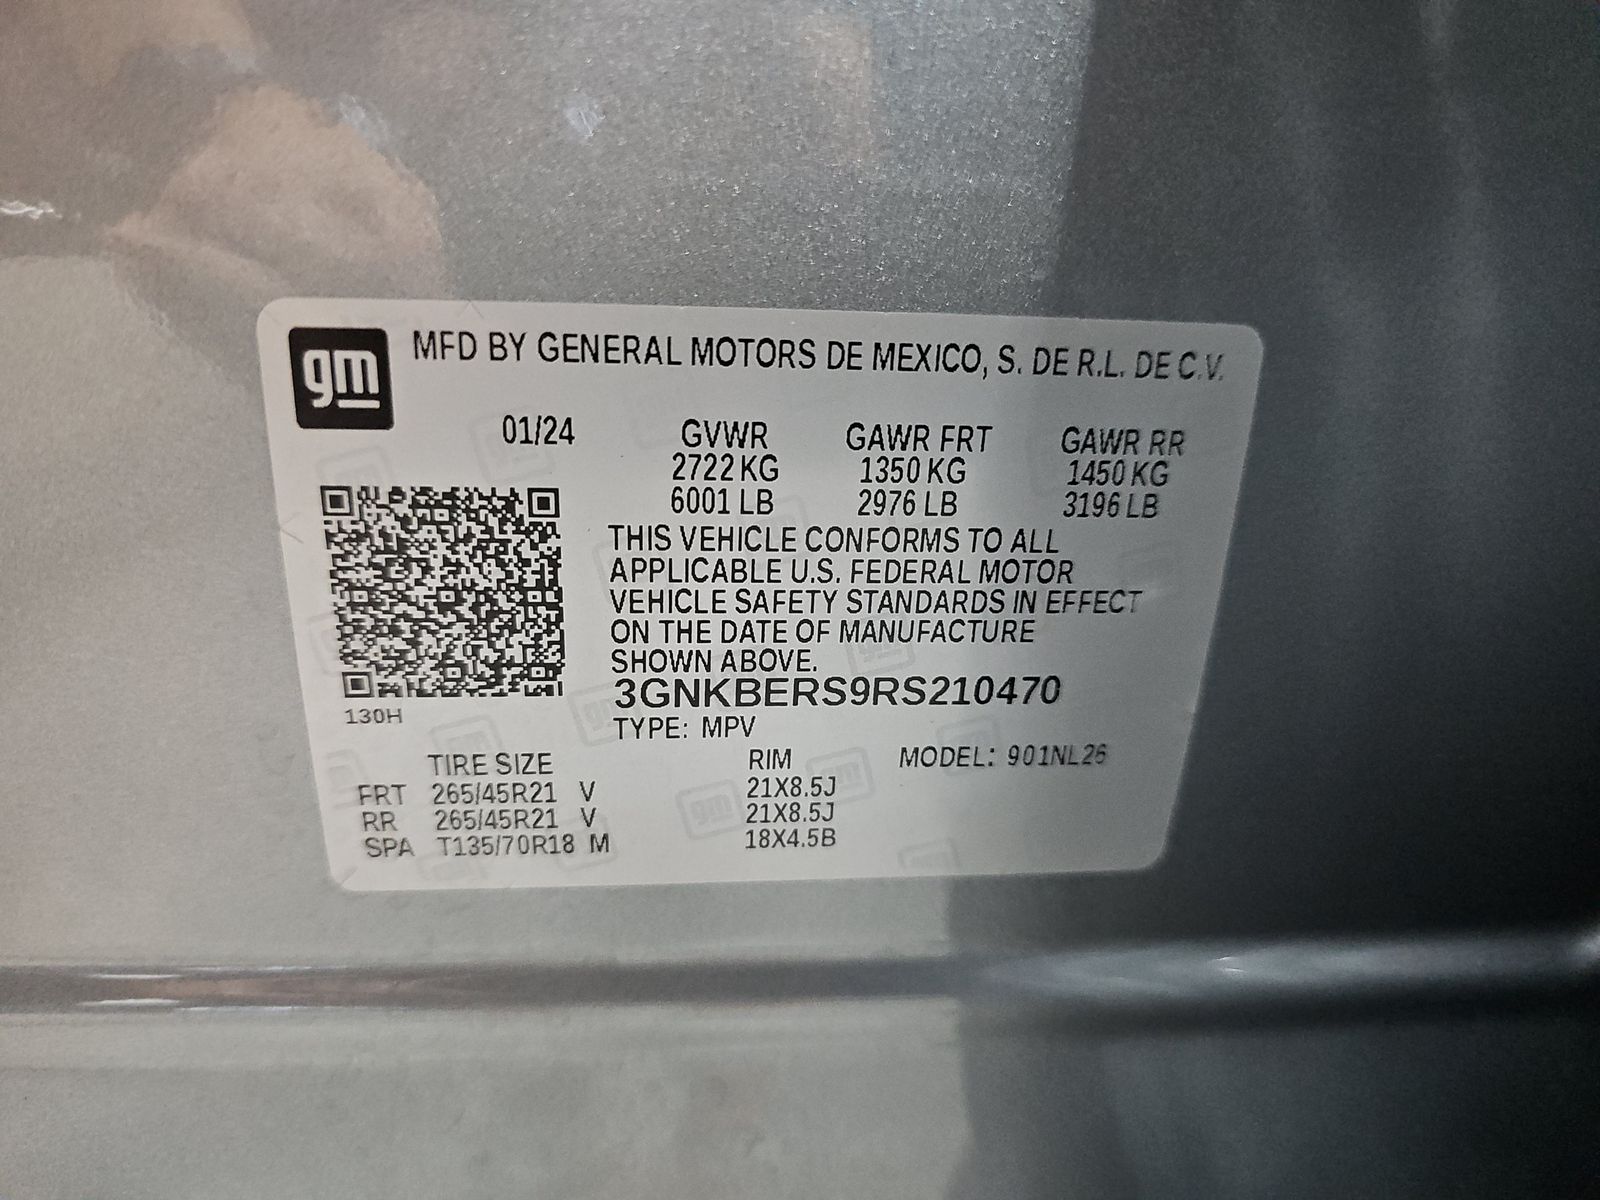 gm
MFD BY GENERAL MOTORS DE MEXICO, S. DE R.L. DE C.V.
01/24 GVWR GAWR FRT GAWR RR
2722 KG 1350 KG 1450 KG
6001 LB 2976 LB 3196 LB
THIS VEHICLE CONFORMS TO ALL
APPLICABLE U.S. FEDERAL MOTOR
VEHICLE SAFETY STANDARDS IN EFFECT
ON THE DATE OF MANUFACTURE
SHOWN ABOVE.
3GNKBERS9RS210470
130H
TYPE: MPV
TIRE SIZE RIM MODEL: 901NL26
FRT 265/45R21 V 21X8.5J
RR 265/45R21 V 21X8.5J
SPA T135/70R18 M 18X4.5B